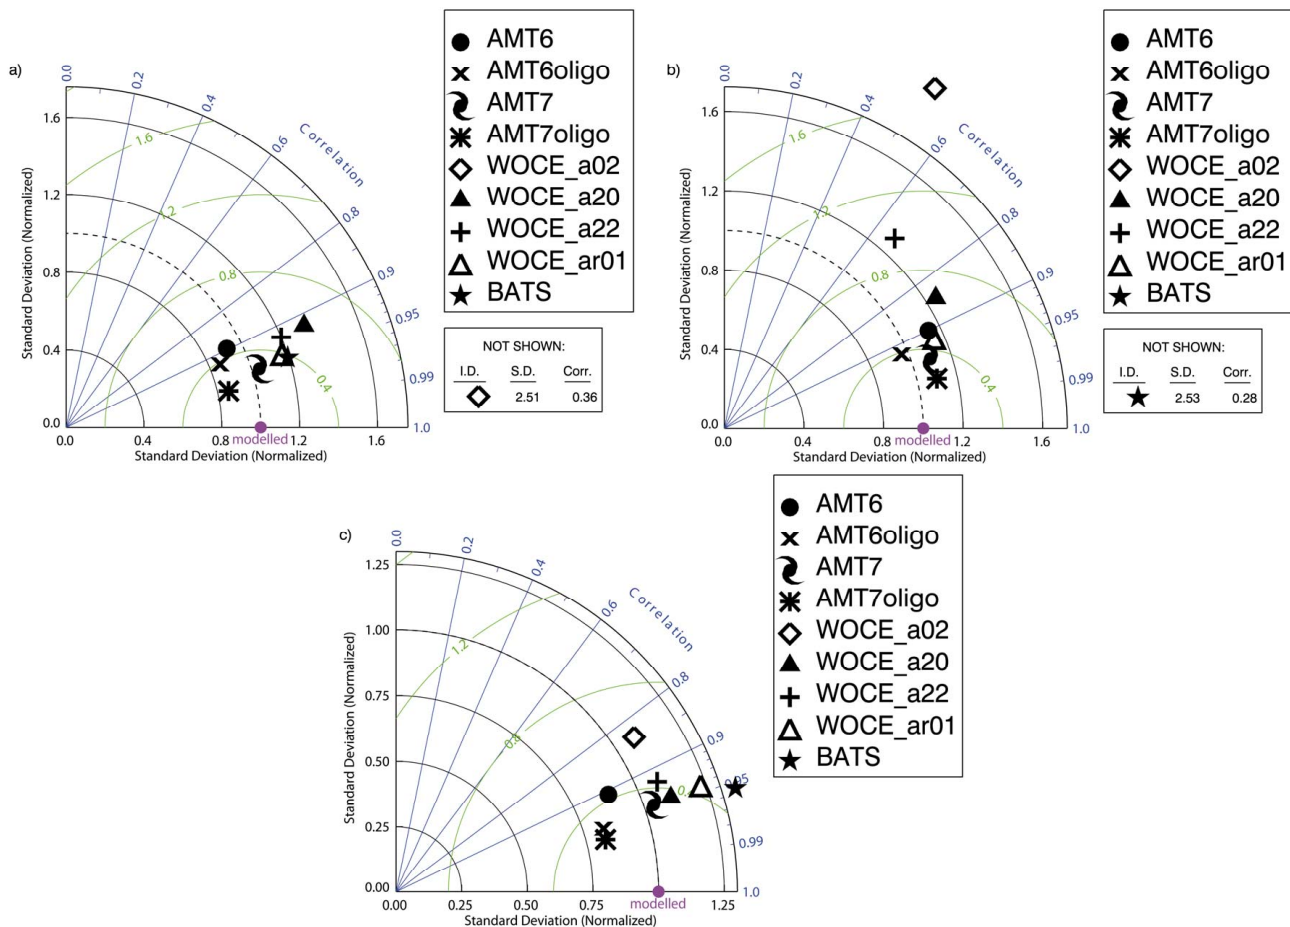 a)
AMT6
AMT6oligo
AMT7
AMT7oligo
WOCE_a02
WOCE_a20
WOCE_a22
WOCE_ar01
BATS
NOT SHOWN:
I.D. S.D. Corr.
2.51 0.36
0.0 0.2 0.4 0.6 0.8 0.9 0.95 0.99 1.0
Correlation
1.6
1.2
0.8
0.4
0.0
Standard Deviation (Normalized)
1.6
1.2
0.8
0.4
0.0 0.4 0.8 1.2 1.6
modelled
Standard Deviation (Normalized)
b)
AMT6
AMT6oligo
AMT7
AMT7oligo
WOCE_a02
WOCE_a20
WOCE_a22
WOCE_ar01
BATS
NOT SHOWN:
I.D. S.D. Corr.
2.53 0.28
0.0 0.2 0.4 0.6 0.8 0.9 0.95 0.99 1.0
Correlation
1.6
1.2
0.8
0.4
0.0
Standard Deviation (Normalized)
1.6
1.2
0.8
0.4
0.0 0.4 0.8 1.2 1.6
modelled
Standard Deviation (Normalized)
c)
AMT6
AMT6oligo
AMT7
AMT7oligo
WOCE_a02
WOCE_a20
WOCE_a22
WOCE_ar01
BATS
0.0 0.2 0.4 0.6 0.8 0.9 0.95 0.99 1.0
Correlation
1.25
1.00
0.75
0.50
0.25
0.00
Standard Deviation (Normalized)
1.2
0.8
0.00 0.25 0.50 0.75 1.25
modelled
Standard Deviation (Normalized)